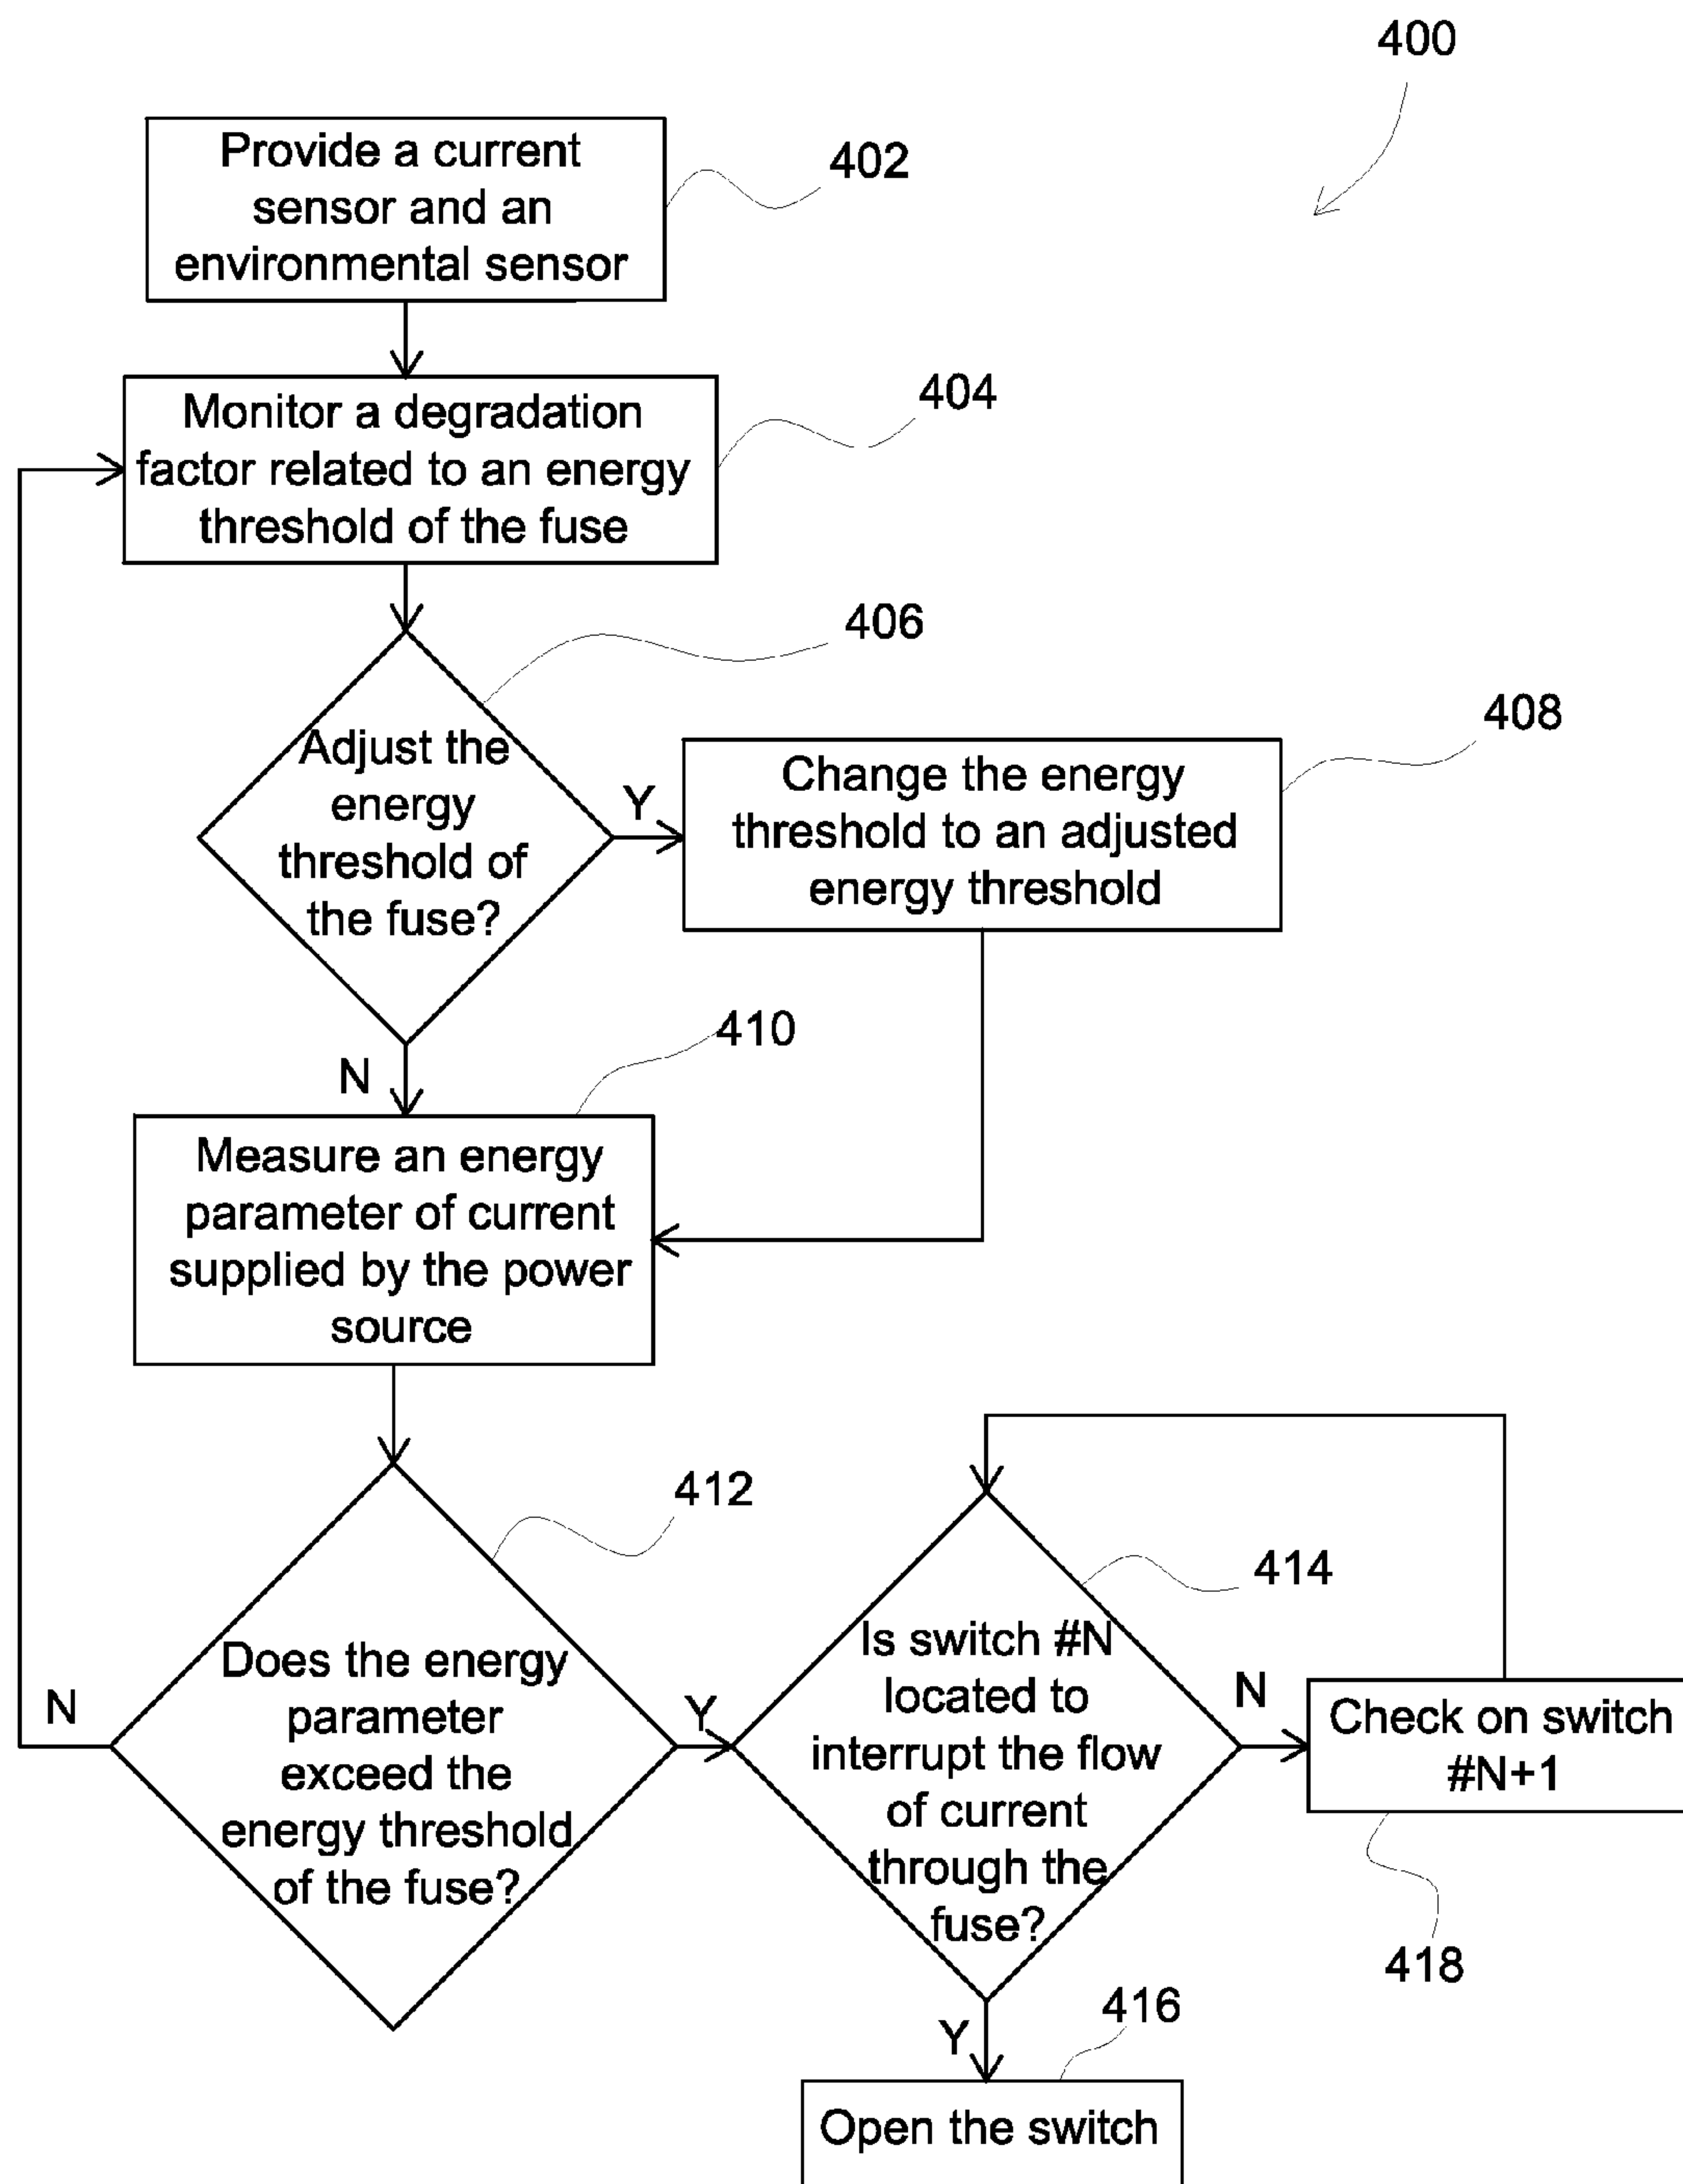 400
Provide a current
sensor and an
environmental sensor
402
Monitor a degradation
factor related to an energy
threshold of the fuse
404
406
Adjust the
energy
threshold of
the fuse?
Y
408
Change the energy
threshold to an adjusted
energy threshold
N
410
Measure an energy
parameter of current
supplied by the power
source
412
Does the energy
parameter
exceed the
energy threshold
of the fuse?
N
Y
414
Is switch #N
located to
interrupt the flow
of current
through the
fuse?
N
Check on switch
#N+1
418
Y
416
Open the switch